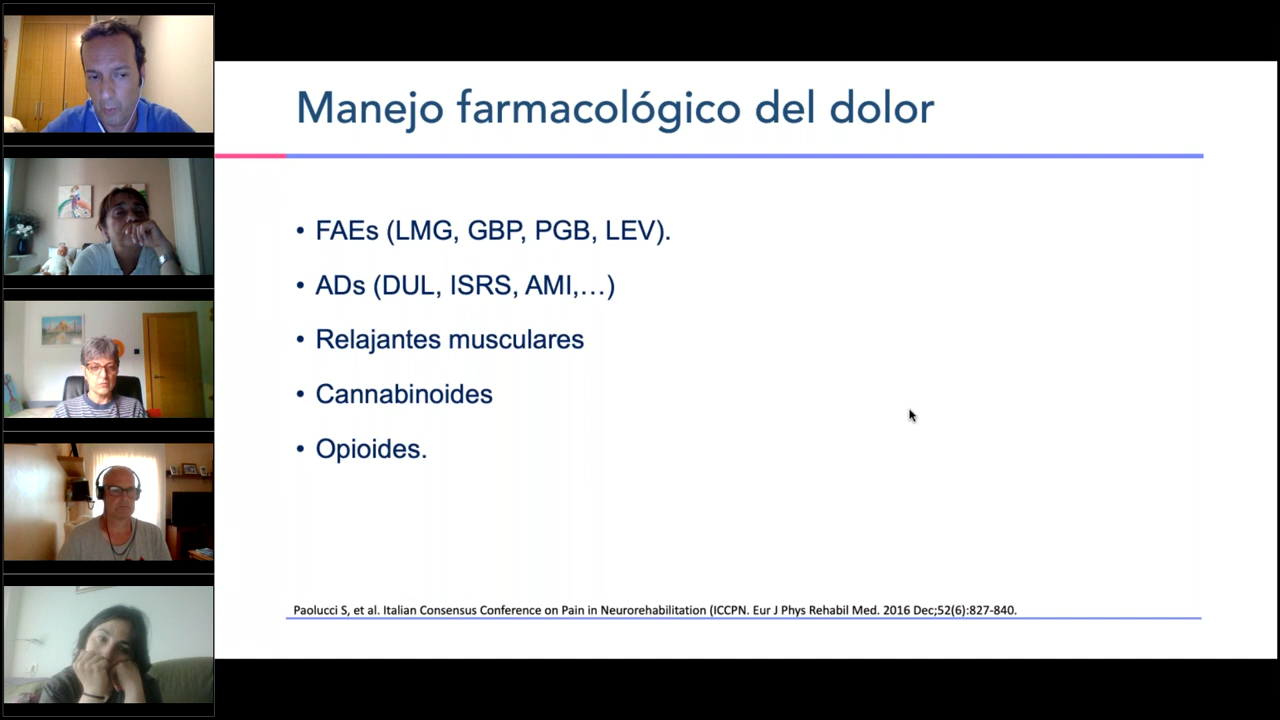 Manejo farmacológico del dolor
• FAEs (LMG, GBP, PGB, LEV).
• ADs (DUL, ISRS, AMI,…)
• Relajantes musculares
• Cannabinoides
• Opioides.
Paolucci S, et al. Italian Consensus Conference on Pain in Neurorehabilitation (ICCPN. Eur J Phys Rehabil Med. 2016 Dec;52(6):827-840.